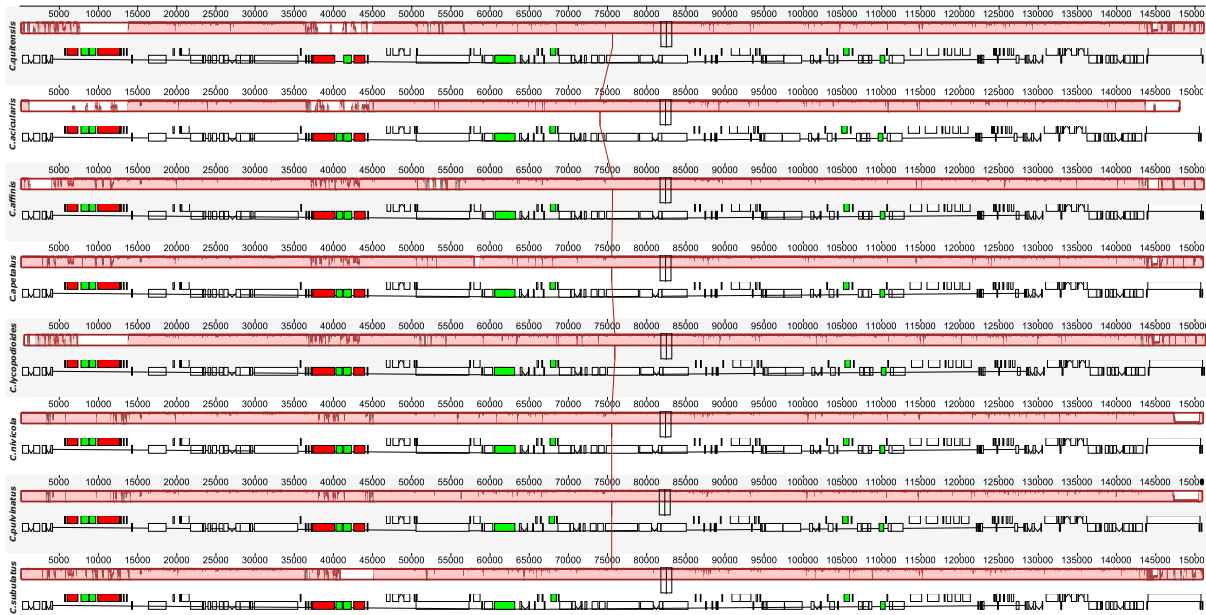 5000 10000 15000 20000 25000 30000 35000 40000 45000 50000 55000 60000 65000 70000 75000 80000 85000 90000 95000 100000 105000 110000 115000 120000 125000 130000 135000 140000 145000 15000
C.quitensis
5000 10000 15000 20000 25000 30000 35000 40000 45000 50000 55000 60000 65000 70000 75000 80000 85000 90000 95000 100000 105000 110000 115000 120000 125000 130000 135000 140000 145000 1500
C.acicularis
5000 10000 15000 20000 25000 30000 35000 40000 45000 50000 55000 60000 65000 70000 75000 80000 85000 90000 95000 100000 105000 110000 115000 120000 125000 130000 135000 140000 145000 15000
C.affinis
5000 10000 15000 20000 25000 30000 35000 40000 45000 50000 55000 60000 65000 70000 75000 80000 85000 90000 95000 100000 105000 110000 115000 120000 125000 130000 135000 140000 145000 15000
C.apetalus
5000 10000 15000 20000 25000 30000 35000 40000 45000 50000 55000 60000 65000 70000 75000 80000 85000 90000 95000 100000 105000 110000 115000 120000 125000 130000 135000 140000 145000 15000
C.lycopodioides
5000 10000 15000 20000 25000 30000 35000 40000 45000 50000 55000 60000 65000 70000 75000 80000 85000 90000 95000 100000 105000 110000 115000 120000 125000 130000 135000 140000 145000 15000
C.nivicola
5000 10000 15000 20000 25000 30000 35000 40000 45000 50000 55000 60000 65000 70000 75000 80000 85000 90000 95000 100000 105000 110000 115000 120000 125000 130000 135000 140000 145000 1500
C.pulvinatus
5000 10000 15000 20000 25000 30000 35000 40000 45000 50000 55000 60000 65000 70000 75000 80000 85000 90000 95000 100000 105000 110000 115000 120000 125000 130000 135000 140000 145000 15000
C.subulatus